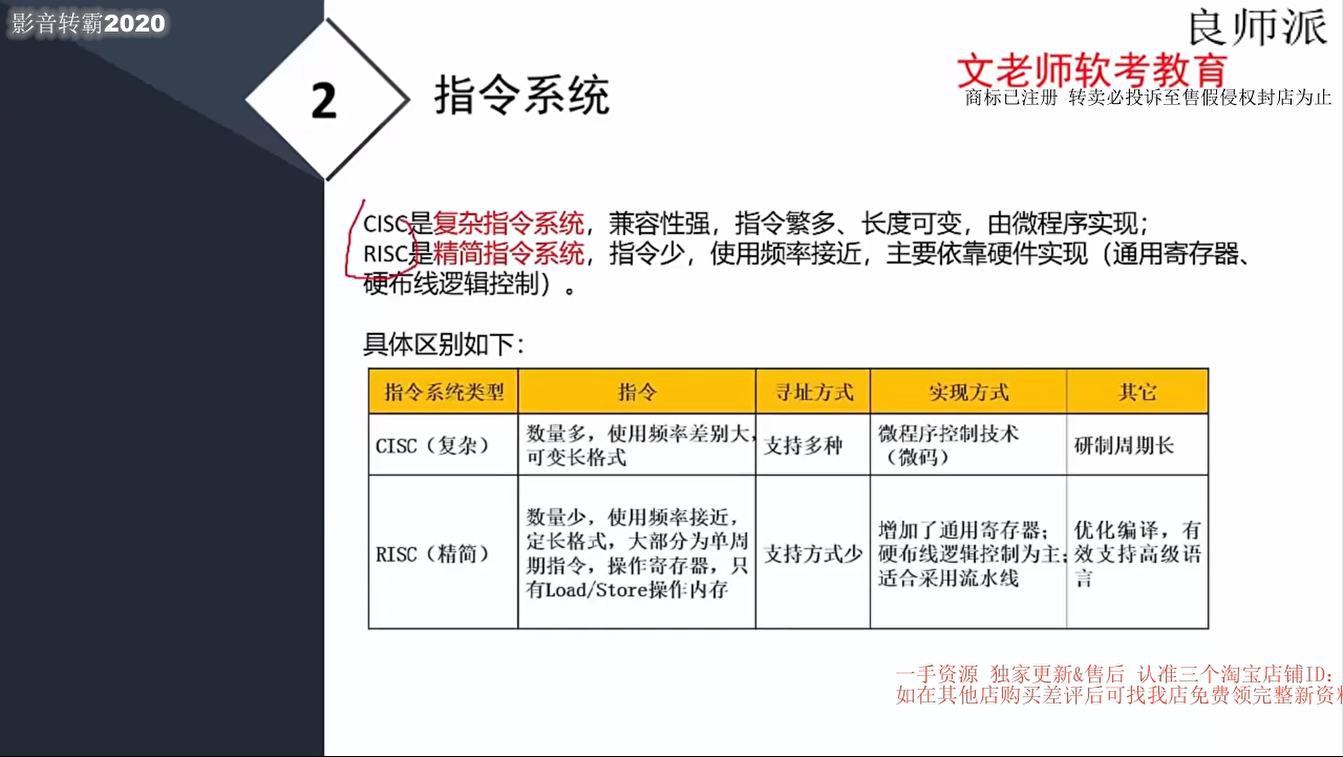 影音转霸2020
良师派
文老师软考教育
商标已注册 转卖必投诉至售假侵权封店为止
2
指令系统
CISC是复杂指令系统，兼容性强，指令繁多、长度可变，由微程序实现；
RISC是精简指令系统，指令少，使用频率接近，主要依靠硬件实现（通用寄存器、
硬布线逻辑控制）。
具体区别如下：
指令系统类型 指令 寻址方式 实现方式 其它
CISC（复杂）
数量多，使用频率差别大，
可变长格式
支持多种
微程序控制技术
（微码）
研制周期长
RISC（精简）
数量少，使用频率接近，
定长格式，大部分为单周
期指令，操作寄存器，只
有Load/Store操作内存
支持方式少
增加了通用寄存器；
硬布线逻辑控制为主；
适合采用流水线
优化编译，有
效支持高级语
言
一手资源 独家更新&售后 认准三个淘宝店铺ID：
如在其他店购买差评后可找我店免费领完整新资料